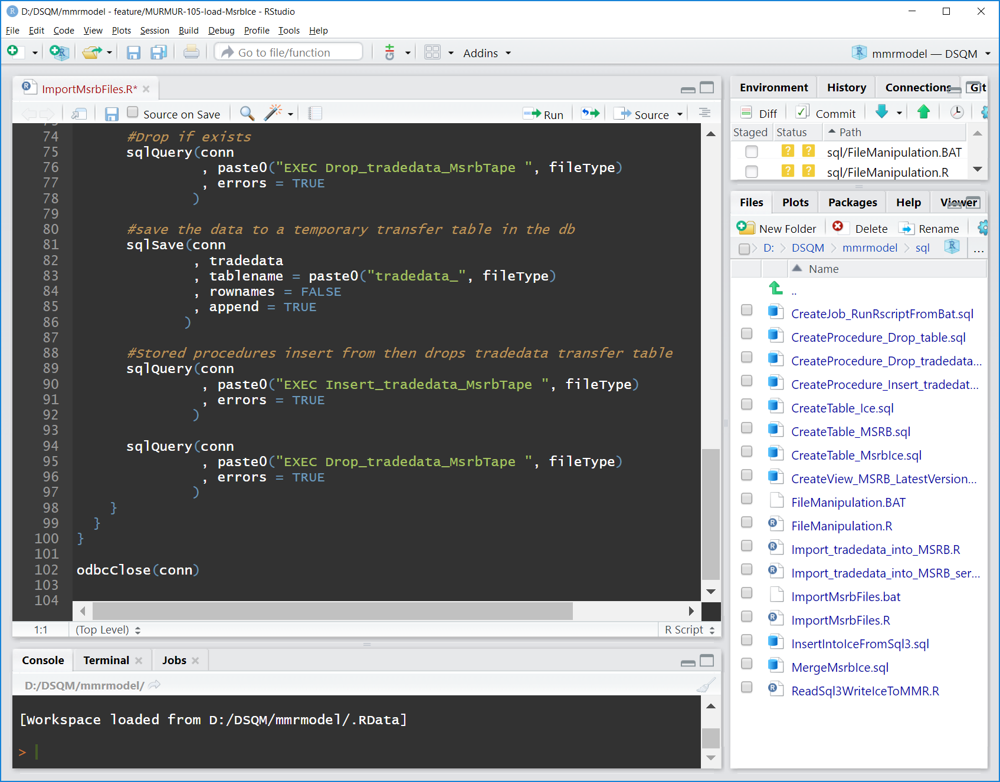 D:/DSQM/mmrmodel - feature/MURMUR-105-load-MsrbIce - RStudio
File Edit Code View Plots Session Build Debug Profile Tools Help
Go to file/function
Addins
mmrmodel — DSQM
ImportMsrbFiles.R*
Source on Save
Run
Source
74 #Drop if exists
75 sqlQuery(conn
76 , paste0("EXEC Drop_tradedata_MsrbTape ", fileType)
77 , errors = TRUE
78 )
79
80 #save the data to a temporary transfer table in the db
81 sqlSave(conn
82 , tradedata
83 , tablename = paste0("tradedata_", fileType)
84 , rownames = FALSE
85 , append = TRUE
86 )
87
88 #Stored procedures insert from then drops tradedata transfer table
89 sqlQuery(conn
90 , paste0("EXEC Insert_tradedata_MsrbTape ", fileType)
91 , errors = TRUE
92 )
93
94 sqlQuery(conn
95 , paste0("EXEC Drop_tradedata_MsrbTape ", fileType)
96 , errors = TRUE
97 )
98 }
99 }
100 }
101
102 odbcClose(conn)
103
104
1:1 (Top Level) R Script
Console Terminal Jobs
D:/DSQM/mmrmodel/
[Workspace loaded from D:/DSQM/mmrmodel/.RData]
>
Environment History Connections Git
Diff Commit
Staged Status Path
? ? sql/FileManipulation.BAT
? ? sql/FileManipulation.R
Files Plots Packages Help Viewer
New Folder Delete Rename
D: DSQM mmrmodel sql ...
Name
..
CreateJob_RunRscriptFromBat.sql
CreateProcedure_Drop_table.sql
CreateProcedure_Drop_tradedata...
CreateProcedure_Insert_tradedat...
CreateTable_Ice.sql
CreateTable_MSRB.sql
CreateTable_MsrbIce.sql
CreateView_MSRB_LatestVersion...
FileManipulation.BAT
FileManipulation.R
Import_tradedata_into_MSRB.R
Import_tradedata_into_MSRB_ser...
ImportMsrbFiles.bat
ImportMsrbFiles.R
InsertIntoIceFromSql3.sql
MergeMsrbIce.sql
ReadSql3WriteIceToMMR.R